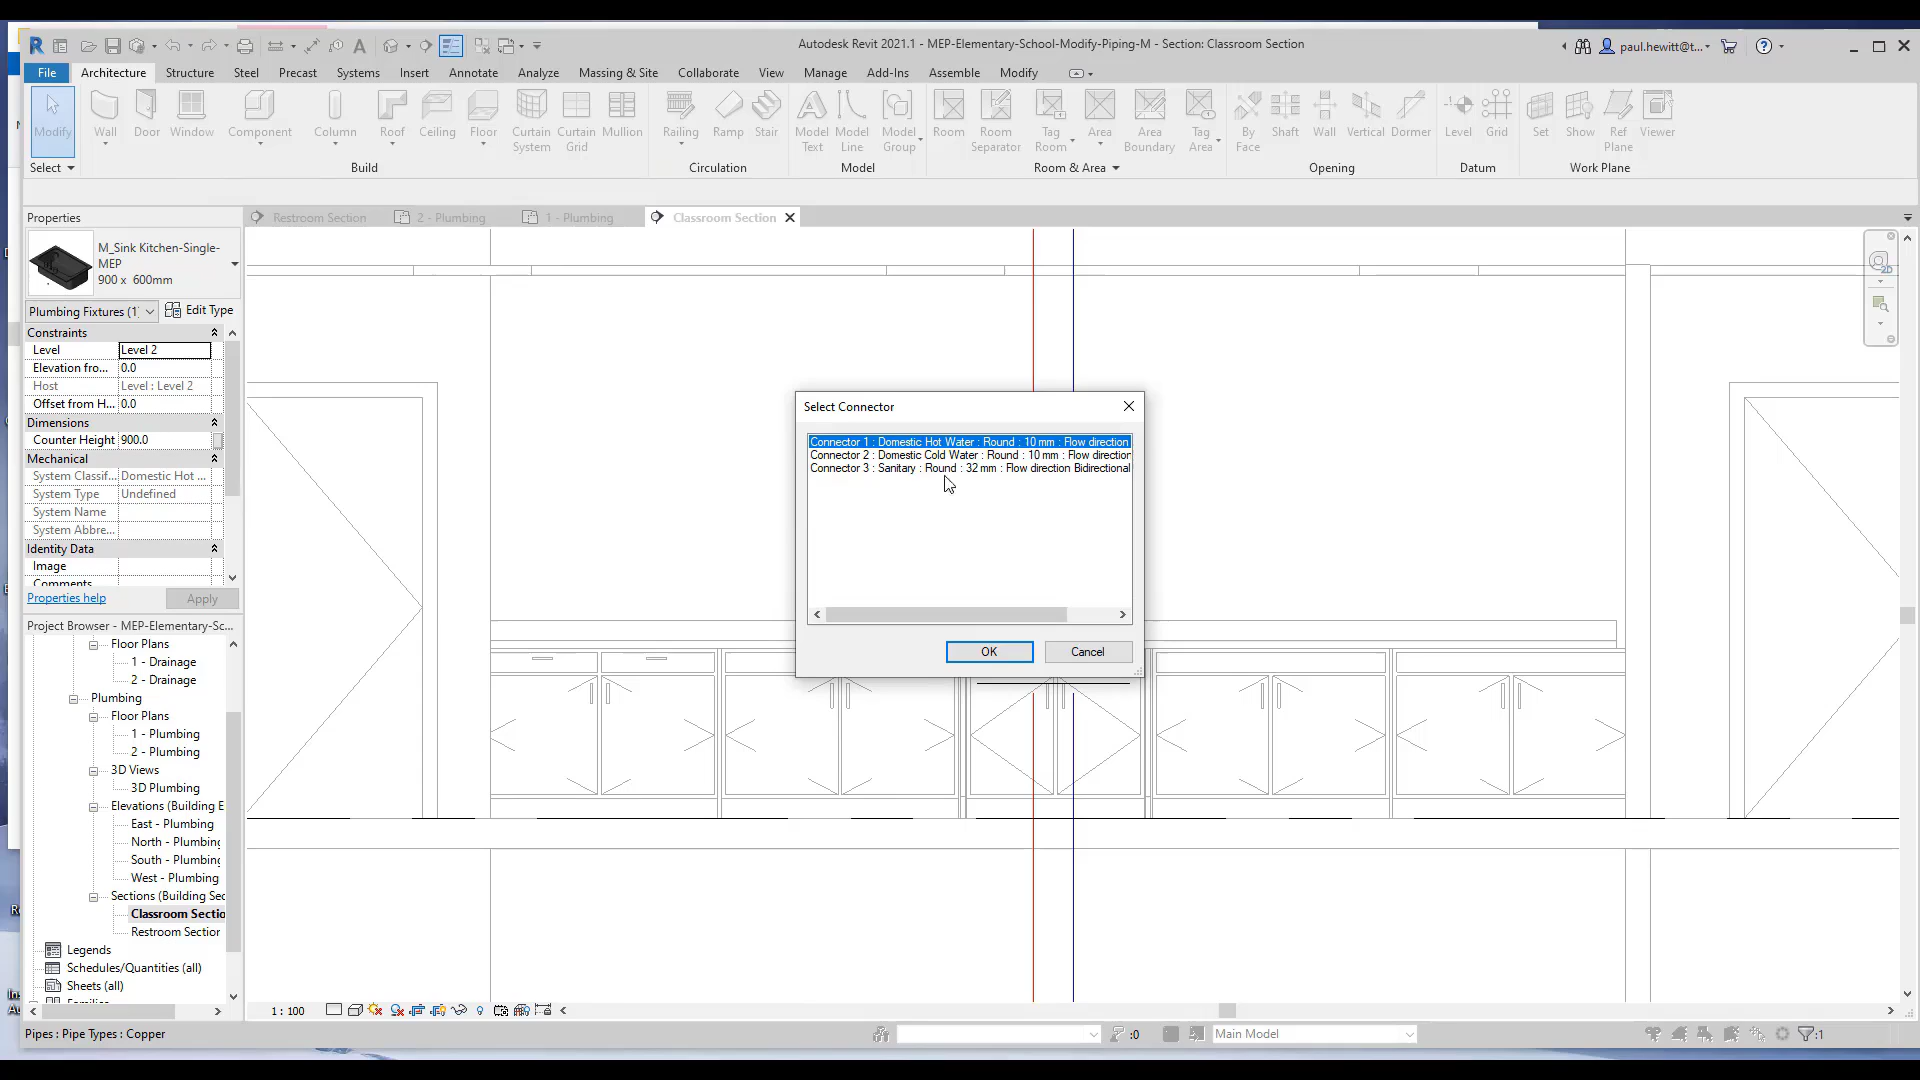 Autodesk Revit 2021.1 - MEP-Elementary-School-Modify-Piping-M - Section: Classroom Section
paul.hewitt@t...
File Architecture Structure Steel Precast Systems Insert Annotate Analyze Massing & Site Collaborate View Manage Add-Ins Assemble Modify
Modify Wall Door Window Component Column Roof Ceiling Floor Curtain System Curtain Grid Mullion Railing Ramp Stair Model Text Model Line Model Group Room Room Separator Tag Room Area Area Boundary Tag Area By Face Shaft Wall Vertical Dormer Level Grid Set Show Ref Plane Viewer
Select Build Circulation Model Room & Area Opening Datum Work Plane
Properties
Restroom Section 2 - Plumbing 1 - Plumbing Classroom Section
M_Sink Kitchen-Single-
MEP
900 x 600mm
Plumbing Fixtures (1) Edit Type
Constraints
Level Level 2
Elevation fro... 0.0
Host Level : Level 2
Offset from H... 0.0
Dimensions
Counter Height 900.0
Mechanical
System Classif... Domestic Hot ...
System Type Undefined
System Name
System Abbre...
Identity Data
Image
Comments
Properties help Apply
Select Connector
Connector 1 : Domestic Hot Water : Round : 10 mm : Flow direction
Connector 2 : Domestic Cold Water : Round : 10 mm : Flow direction
Connector 3 : Sanitary : Round : 32 mm : Flow direction Bidirectional
OK Cancel
2D
Project Browser - MEP-Elementary-Sc...
Floor Plans
1 - Drainage
2 - Drainage
Plumbing
Floor Plans
1 - Plumbing
2 - Plumbing
3D Views
3D Plumbing
Elevations (Building E
East - Plumbing
North - Plumbing
South - Plumbing
West - Plumbing
Sections (Building Sec
Classroom Sectio
Restroom Section
Legends
Schedules/Quantities (all)
Sheets (all)
1 : 100
Pipes : Pipe Types : Copper
:0
Main Model
:1